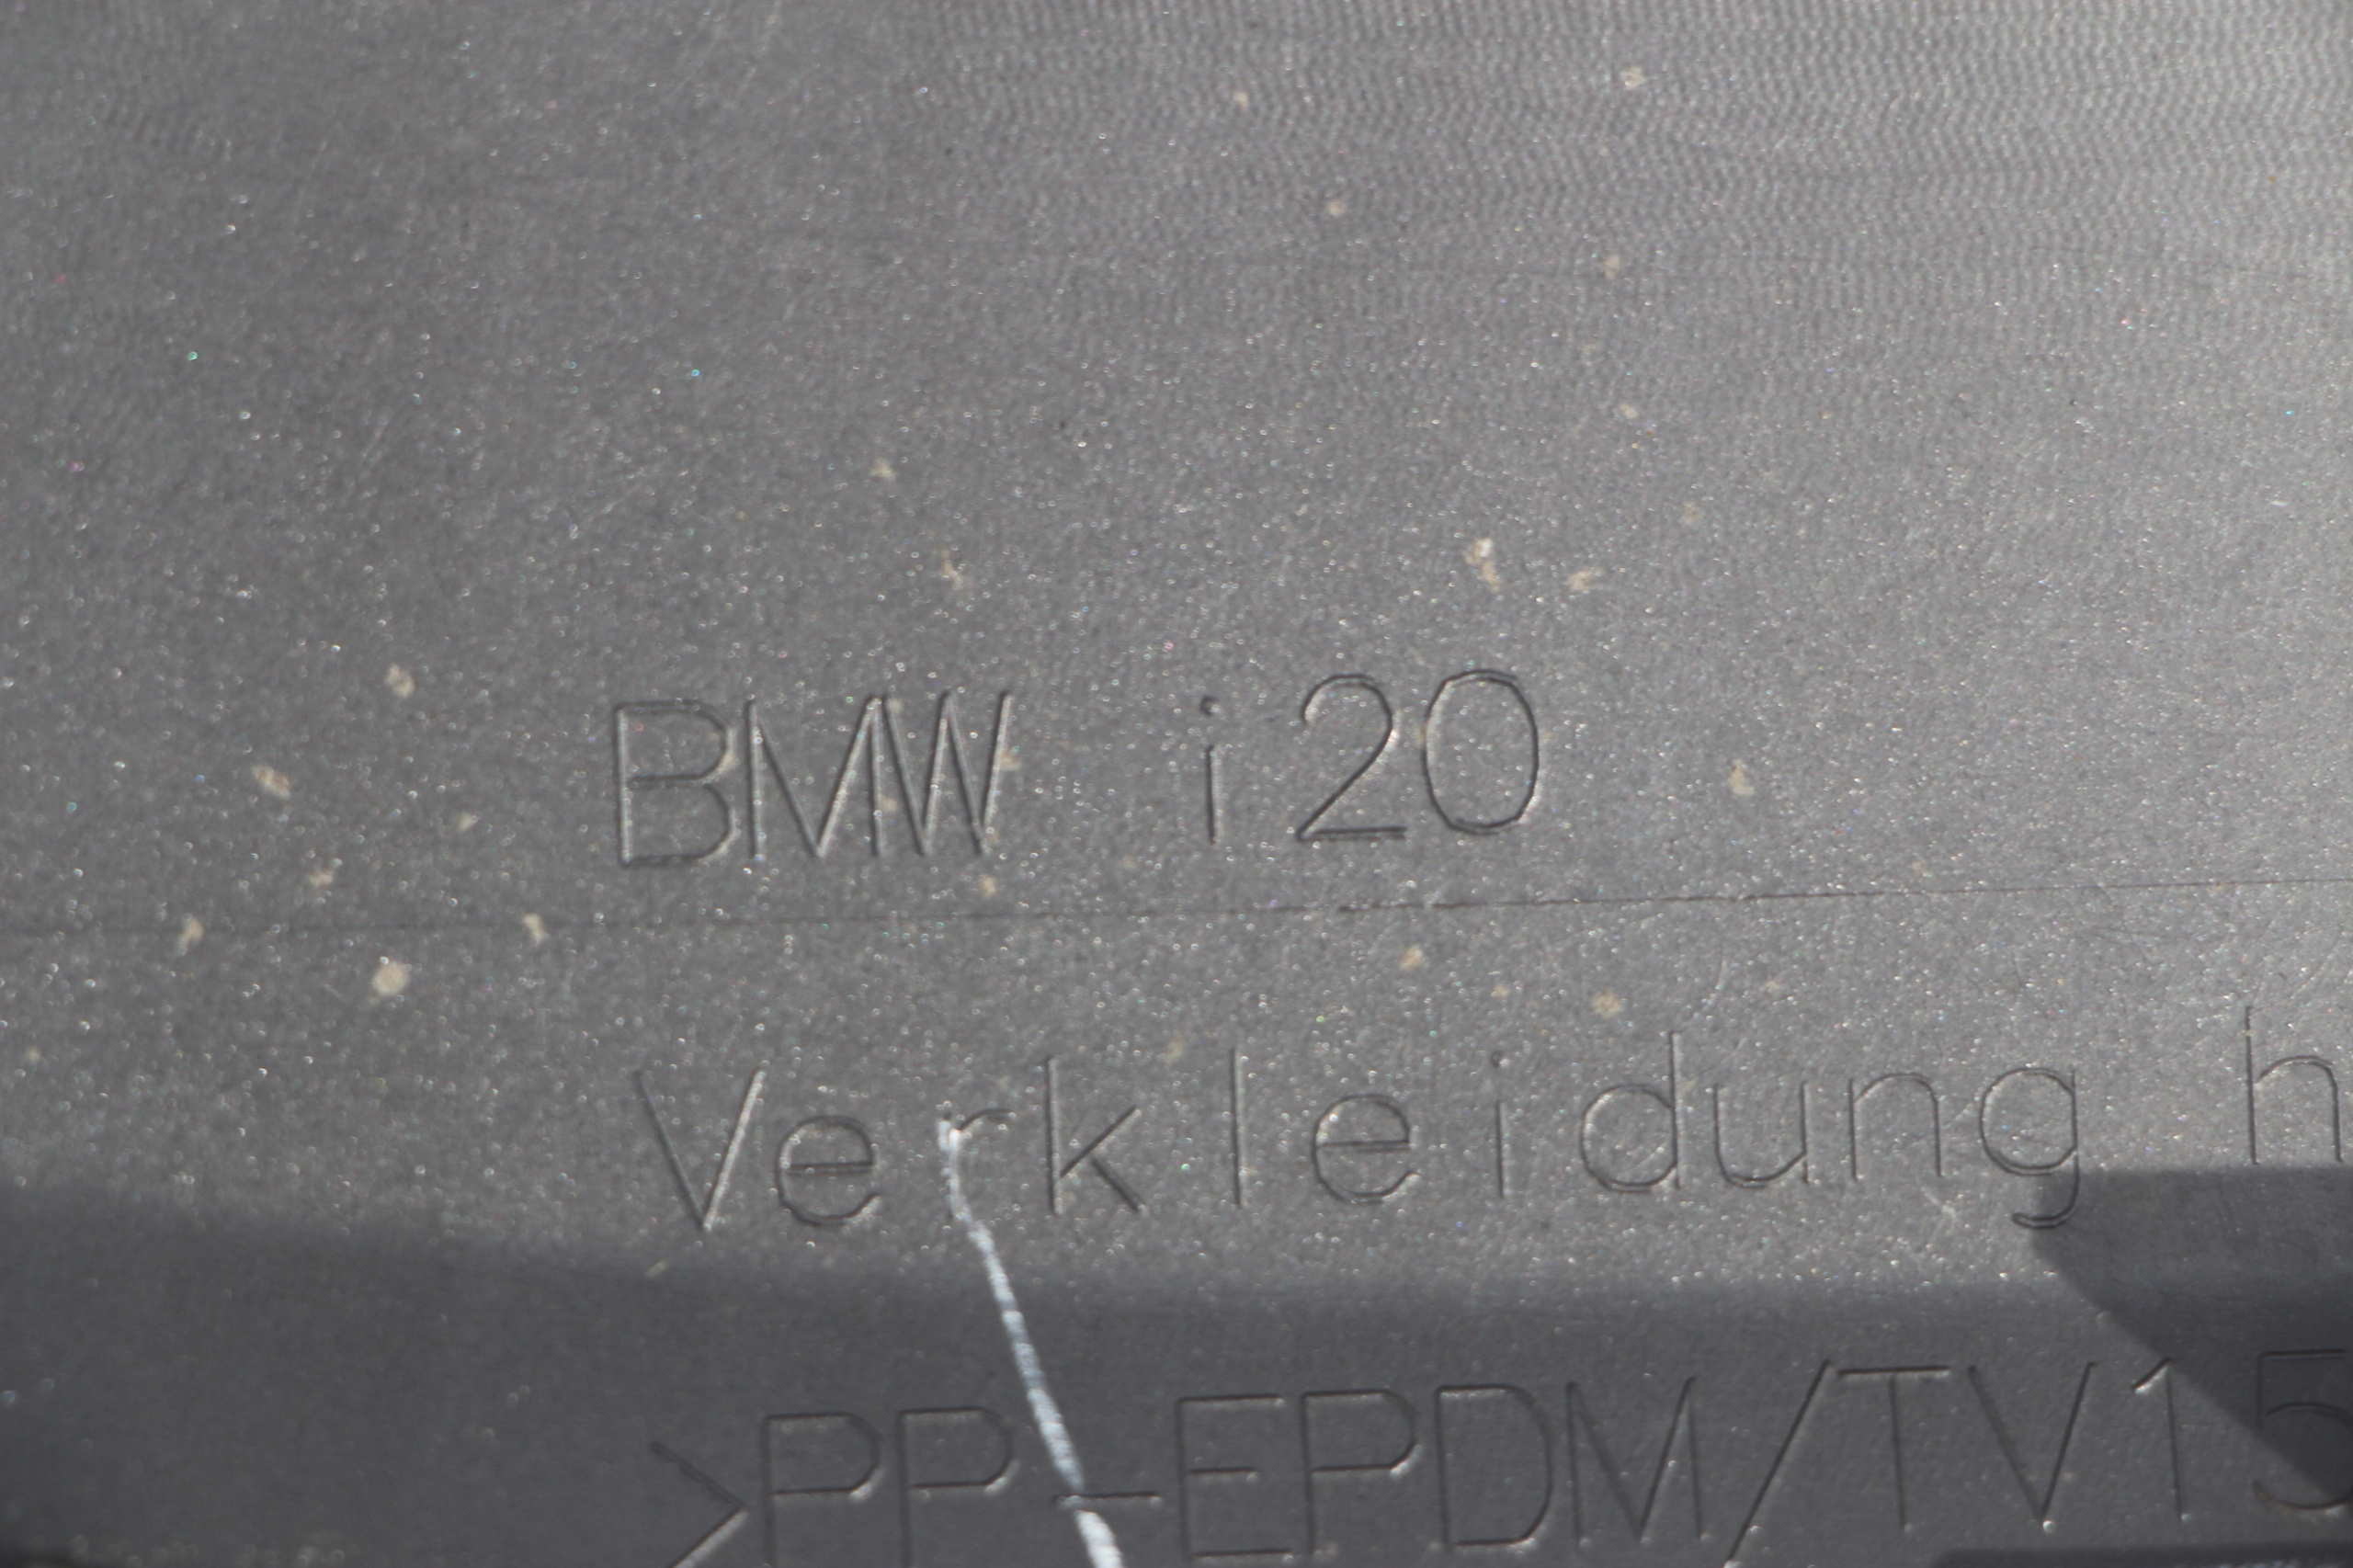 BMW i20
Verkleidung h
>PP-EPDM/TV15